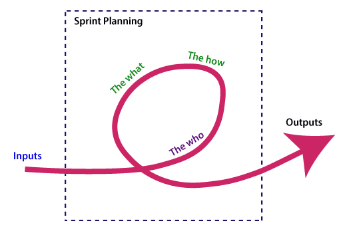 Sprint Planning
The what
The how
The who
Inputs
Outputs